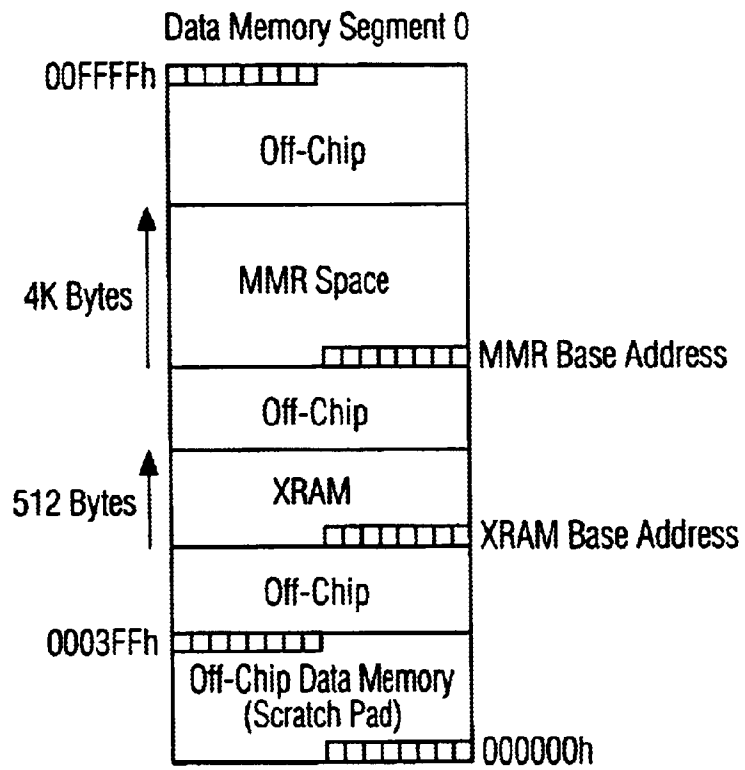 Data Memory Segment 0
00FFFFh
Off-Chip
4K Bytes
MMR Space
MMR Base Address
Off-Chip
512 Bytes
XRAM
XRAM Base Address
Off-Chip
0003FFh
Off-Chip Data Memory
(Scratch Pad)
000000h